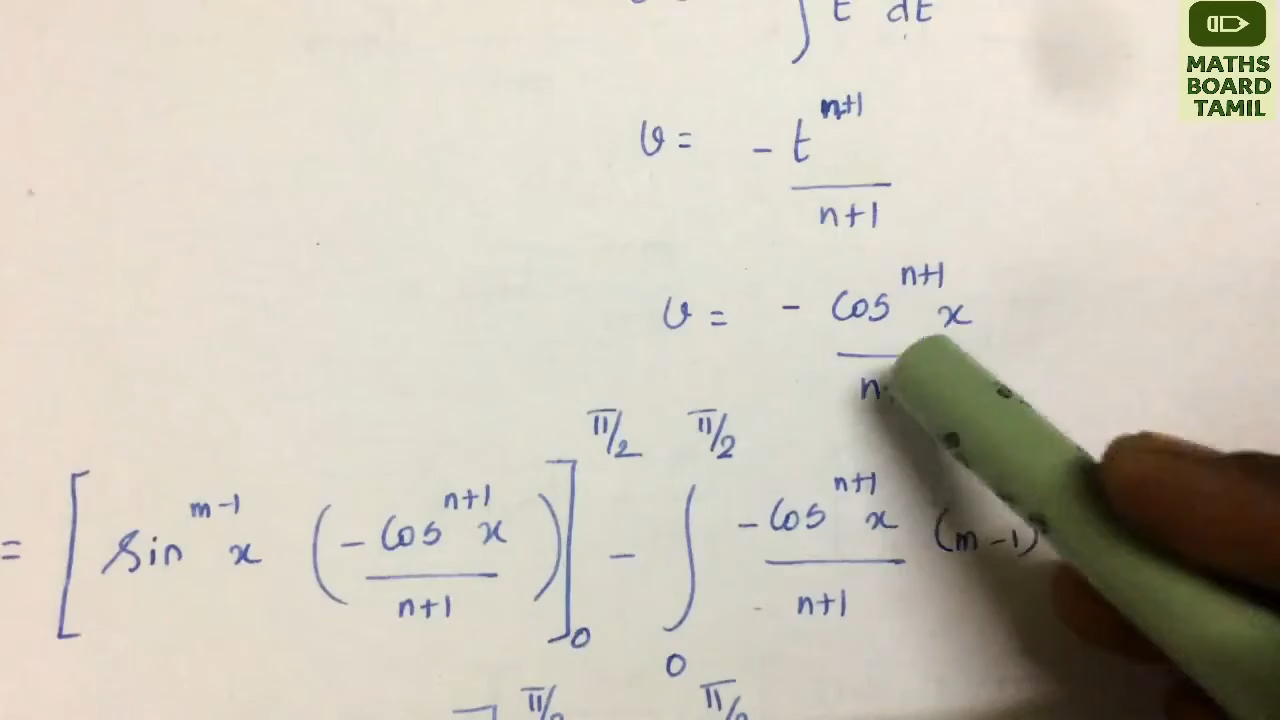 ∫ t dt
MATHS
BOARD
TAMIL
v = - t^(n+1) / n+1
v = - cos^(n+1) x / n
= [ sin^(m-1) x ( - cos^(n+1) x / n+1 ) ]_0^(π/2) - ∫_0^(π/2) - cos^(n+1) x / n+1 (m-1)